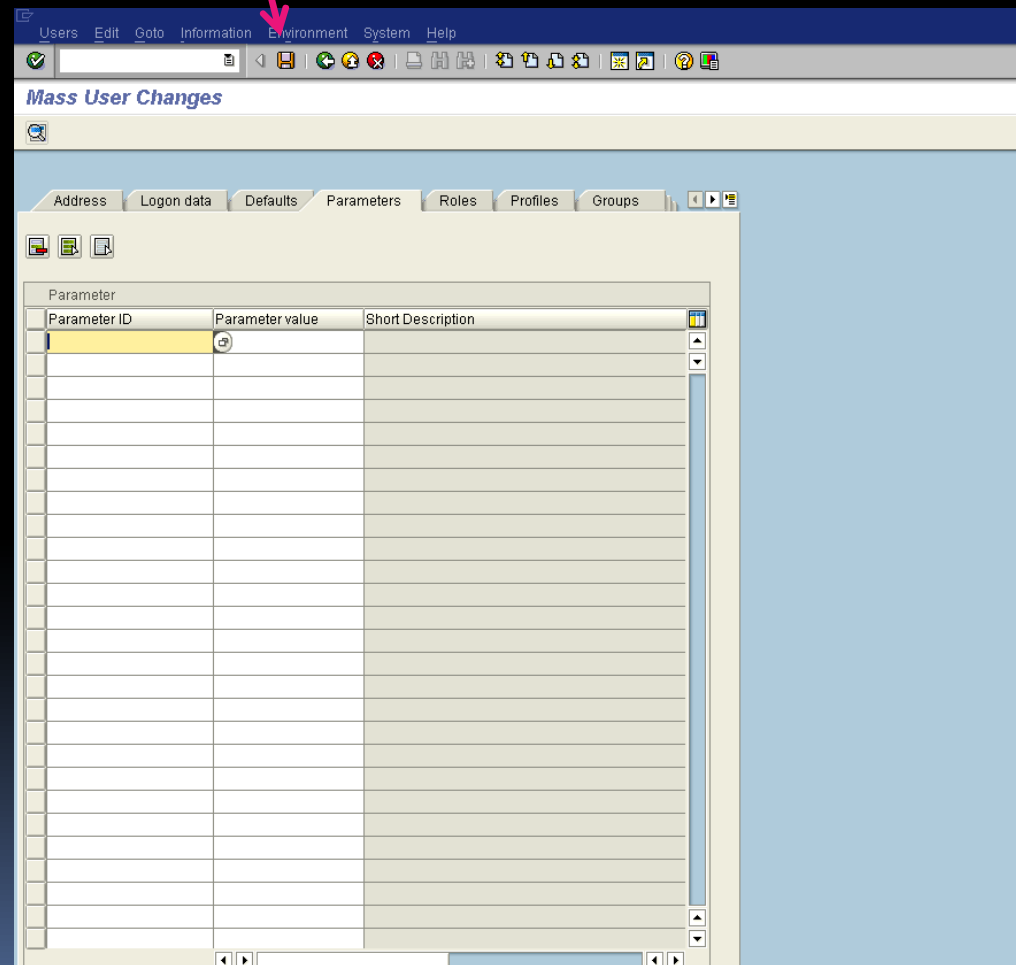 Users Edit Goto Information Environment System Help
Mass User Changes
Address Logon data Defaults Parameters Roles Profiles Groups
Parameter
Parameter ID Parameter value Short Description